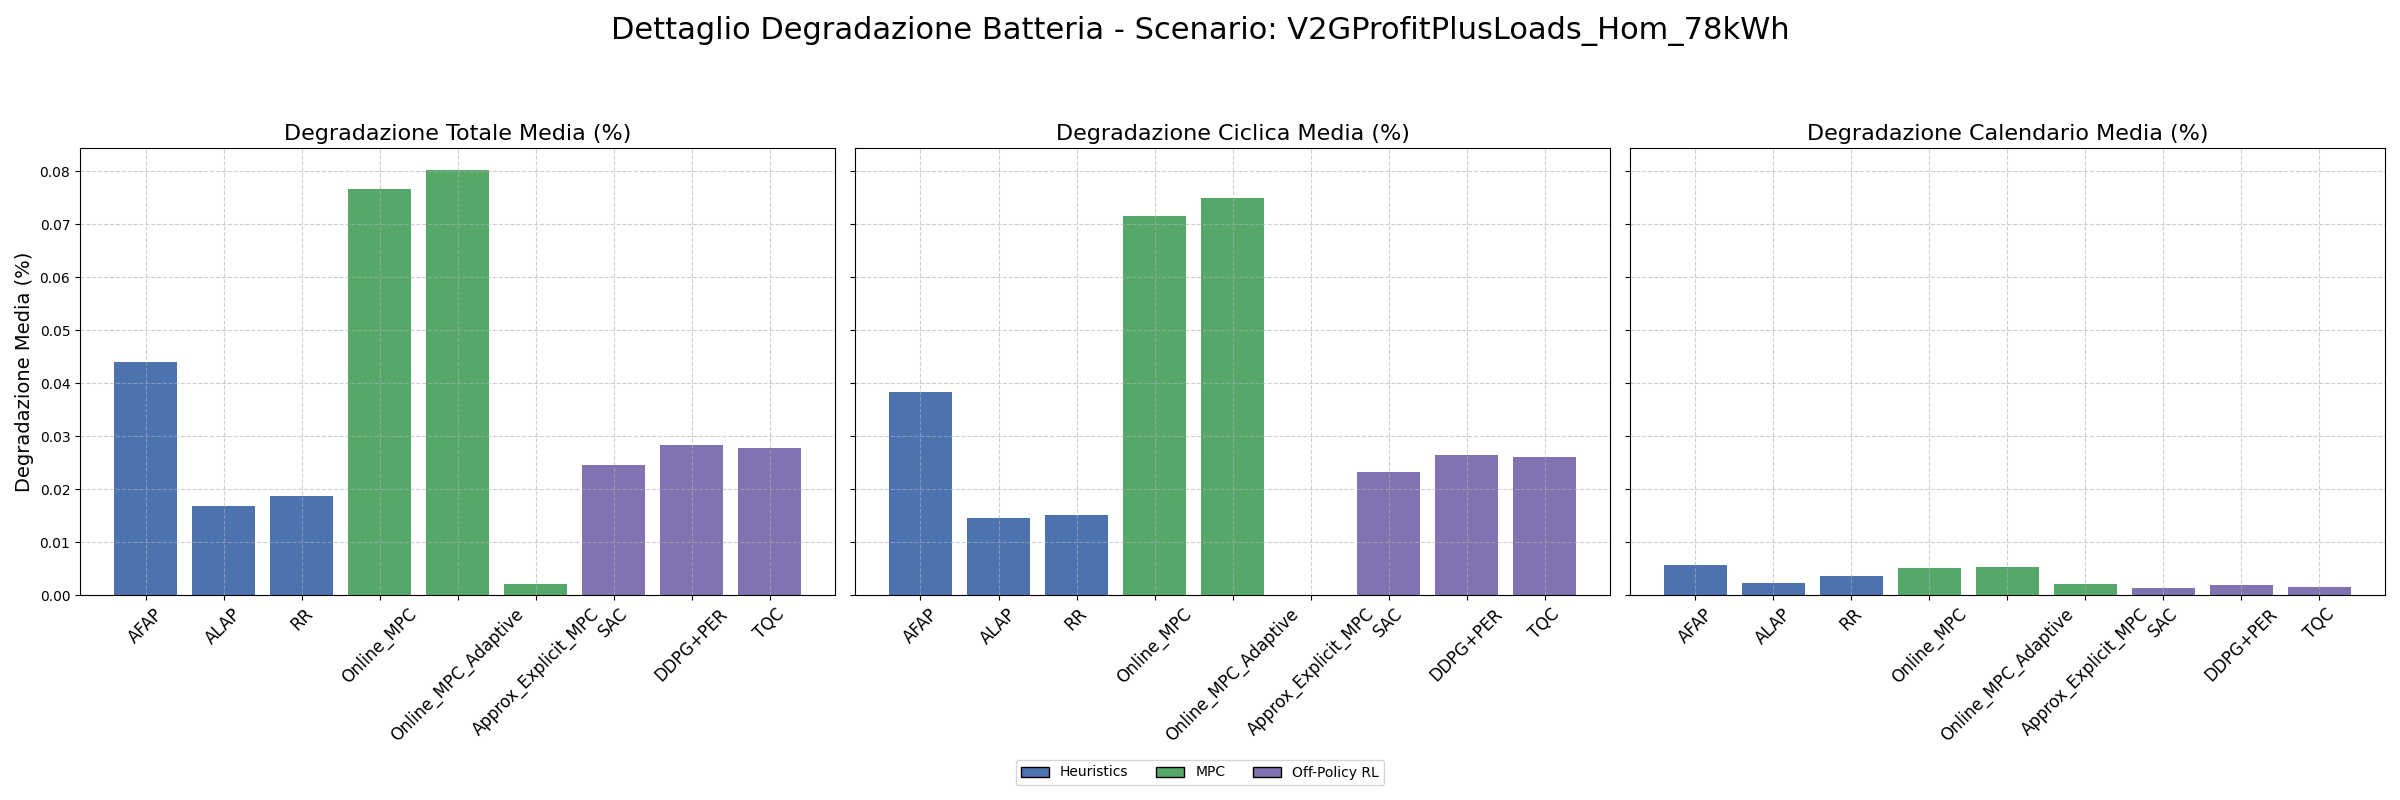 Dettaglio Degradazione Batteria - Scenario: V2GProfitPlusLoads_Hom_78kWh
Degradazione Totale Media (%)
Degradazione Media (%)
0.08
0.07
0.06
0.05
0.04
0.03
0.02
0.01
0.00
AFAP
ALAP
RR
Online_MPC
Online_MPC_Adaptive
Approx_Explicit_MPC
SAC
DDPG+PER
TQC
Degradazione Ciclica Media (%)
AFAP
ALAP
RR
Online_MPC
Online_MPC_Adaptive
Approx_Explicit_MPC
SAC
DDPG+PER
TQC
Degradazione Calendario Media (%)
AFAP
ALAP
RR
Online_MPC
Online_MPC_Adaptive
Approx_Explicit_MPC
SAC
DDPG+PER
TQC
Heuristics
MPC
Off-Policy RL